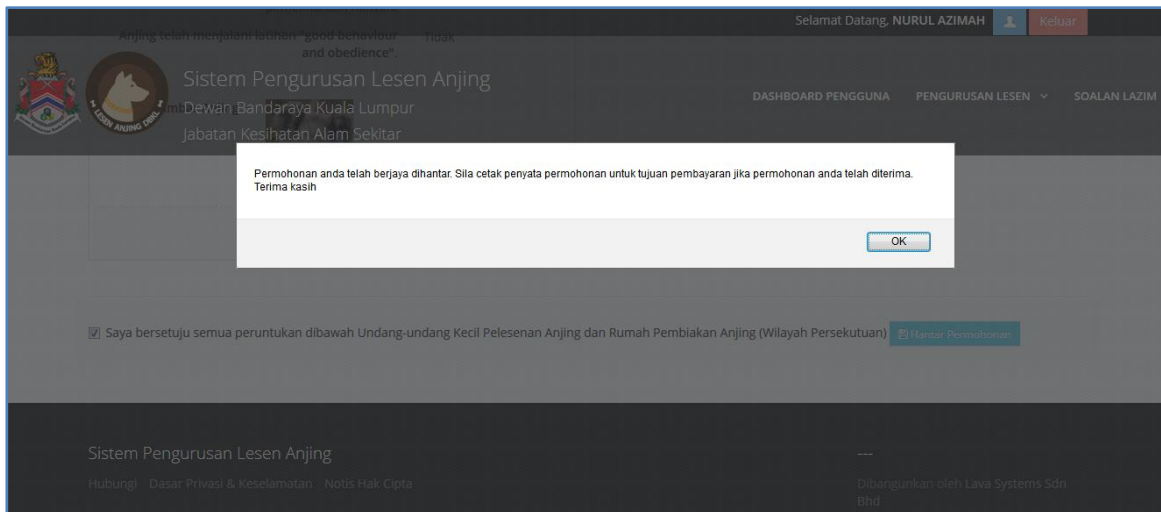 Selamat Datang, NURUL AZIMAH Keluar
Anjing telah menjalani latihan "good behaviour Tidak
and obedience".
Sistem Pengurusan Lesen Anjing
Dewan Bandaraya Kuala Lumpur
Jabatan Kesihatan Alam Sekitar
LESEN ANJING DBKL
DASHBOARD PENGGUNA PENGURUSAN LESEN SOALAN LAZIM
Permohonan anda telah berjaya dihantar. Sila cetak penyata permohonan untuk tujuan pembayaran jika permohonan anda telah diterima.
Terima kasih
OK
Saya bersetuju semua peruntukan dibawah Undang-undang Kecil Pelesenan Anjing dan Rumah Pembiakan Anjing (Wilayah Persekutuan) Hantar Permohonan
Sistem Pengurusan Lesen Anjing
---
Hubungi Dasar Privasi & Keselamatan Notis Hak Cipta
Dibangunkan oleh Lava Systems Sdn
Bhd